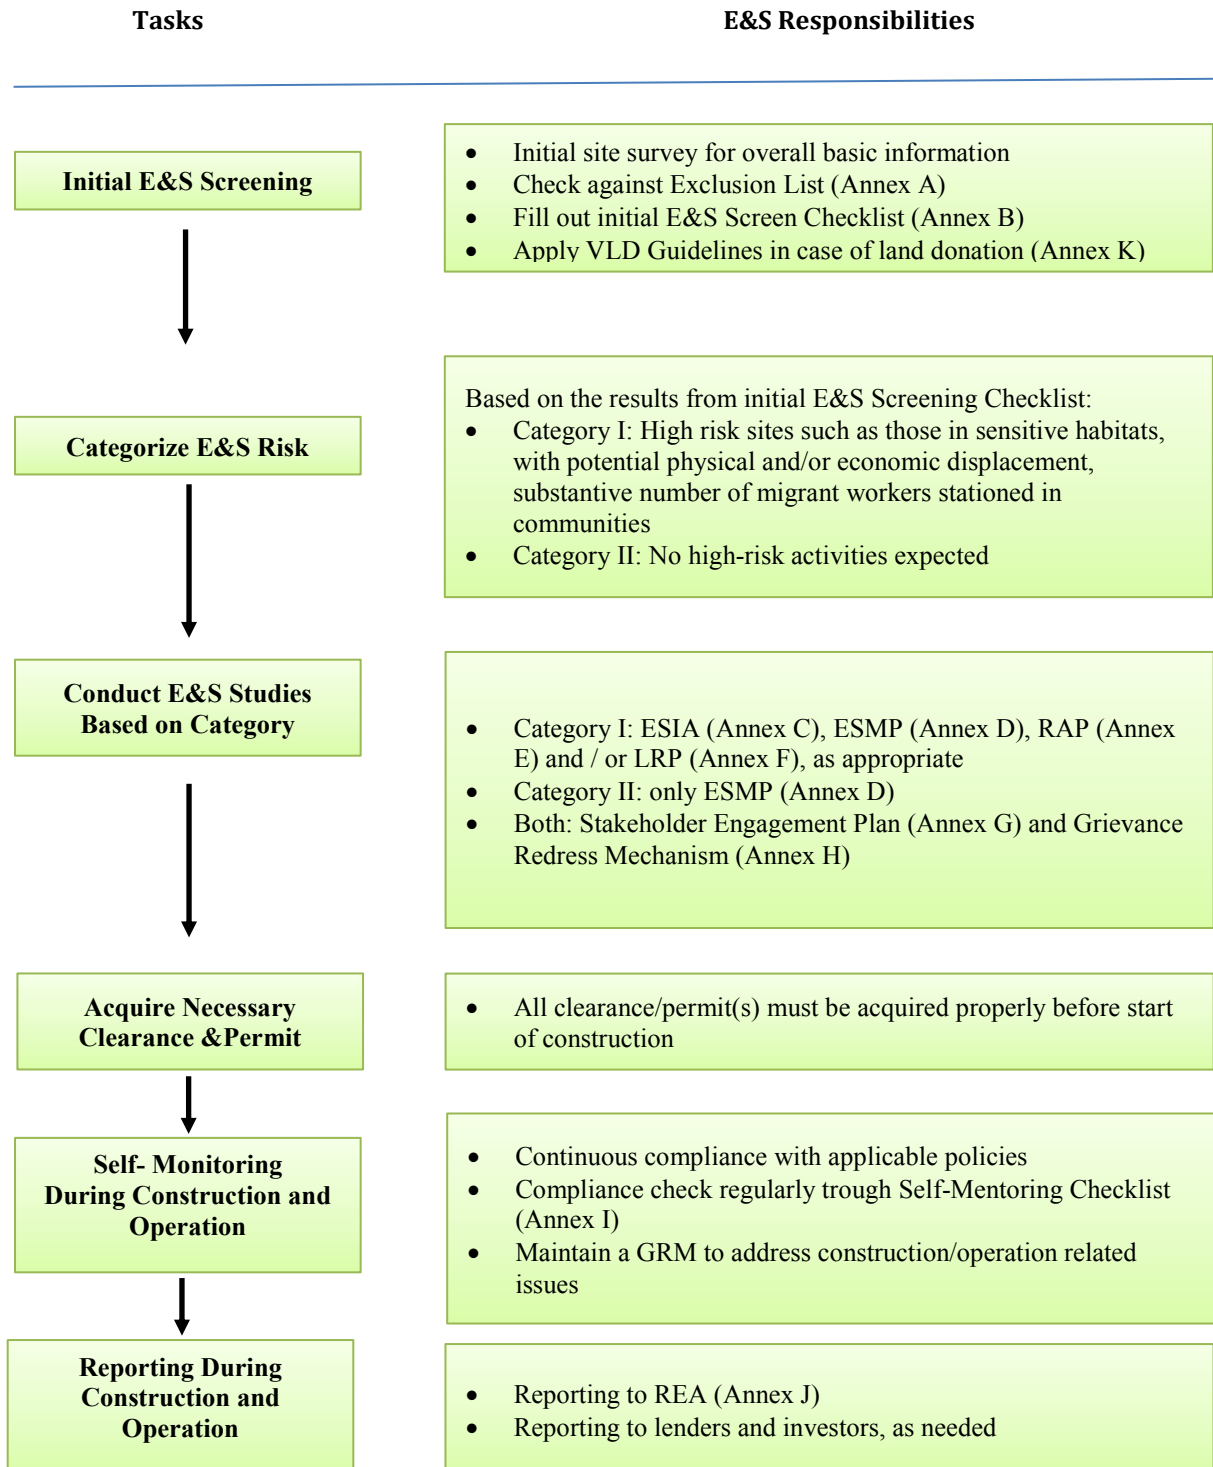 Tasks
E&S Responsibilities
Initial E&S Screening
• Initial site survey for overall basic information
• Check against Exclusion List (Annex A)
• Fill out initial E&S Screen Checklist (Annex B)
• Apply VLD Guidelines in case of land donation (Annex K)
Categorize E&S Risk
Based on the results from initial E&S Screening Checklist:
• Category I: High risk sites such as those in sensitive habitats,
with potential physical and/or economic displacement,
substantive number of migrant workers stationed in
communities
• Category II: No high-risk activities expected
Conduct E&S Studies
Based on Category
• Category I: ESIA (Annex C), ESMP (Annex D), RAP (Annex
E) and / or LRP (Annex F), as appropriate
• Category II: only ESMP (Annex D)
• Both: Stakeholder Engagement Plan (Annex G) and Grievance
Redress Mechanism (Annex H)
Acquire Necessary
Clearance &Permit
• All clearance/permit(s) must be acquired properly before start
of construction
Self- Monitoring
During Construction and
Operation
• Continuous compliance with applicable policies
• Compliance check regularly trough Self-Mentoring Checklist
(Annex I)
• Maintain a GRM to address construction/operation related
issues
Reporting During
Construction and
Operation
• Reporting to REA (Annex J)
• Reporting to lenders and investors, as needed